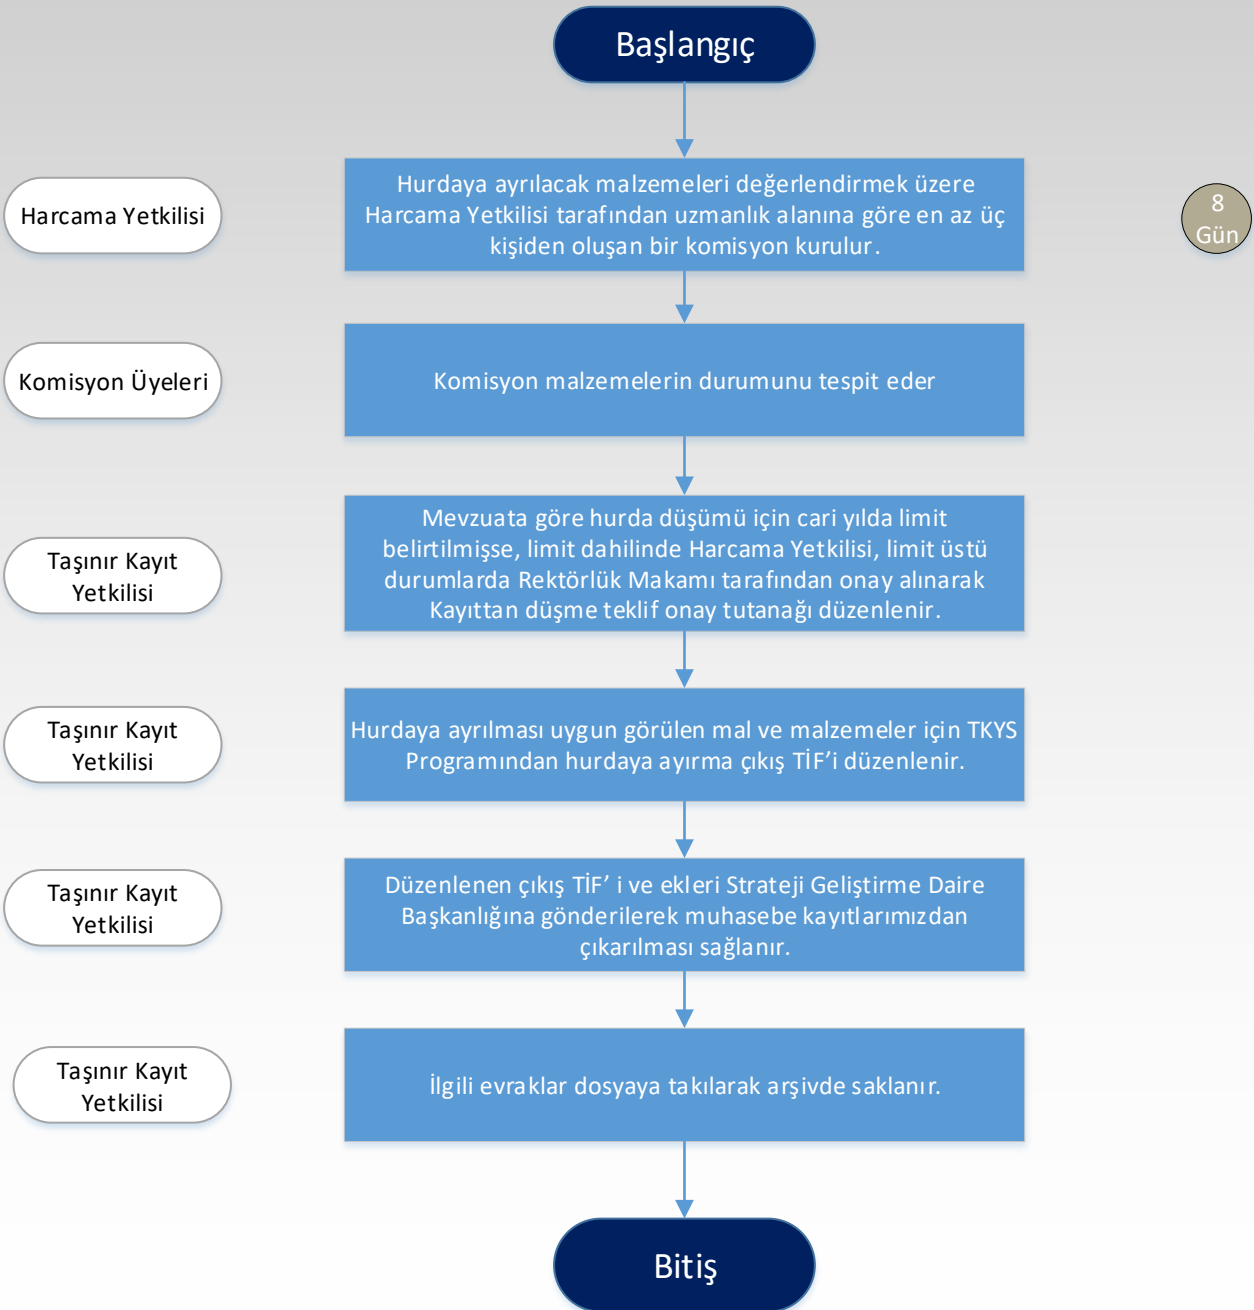 Başlangıç
Harcama Yetkilisi
Hurdaya ayrılacak malzemeleri değerlendirmek üzere
Harcama Yetkilisi tarafından uzmanlık alanına göre en az üç
kişiden oluşan bir komisyon kurulur.
8
Gün
Komisyon Üyeleri
Komisyon malzemelerin durumunu tespit eder
Taşınır Kayıt
Yetkilisi
Mevzuata göre hurda düşümü için cari yılda limit
belirtilmişse, limit dahilinde Harcama Yetkilisi, limit üstü
durumlarda Rektörlük Makamı tarafından onay alınarak
Kayıttan düşme teklif onay tutanağı düzenlenir.
Taşınır Kayıt
Yetkilisi
Hurdaya ayrılması uygun görülen mal ve malzemeler için TKYS
Programından hurdaya ayırma çıkış TİF’i düzenlenir.
Taşınır Kayıt
Yetkilisi
Düzenlenen çıkış TİF’ i ve ekleri Strateji Geliştirme Daire
Başkanlığına gönderilerek muhasebe kayıtlarımızdan
çıkarılması sağlanır.
Taşınır Kayıt
Yetkilisi
İlgili evraklar dosyaya takılarak arşivde saklanır.
Bitiş